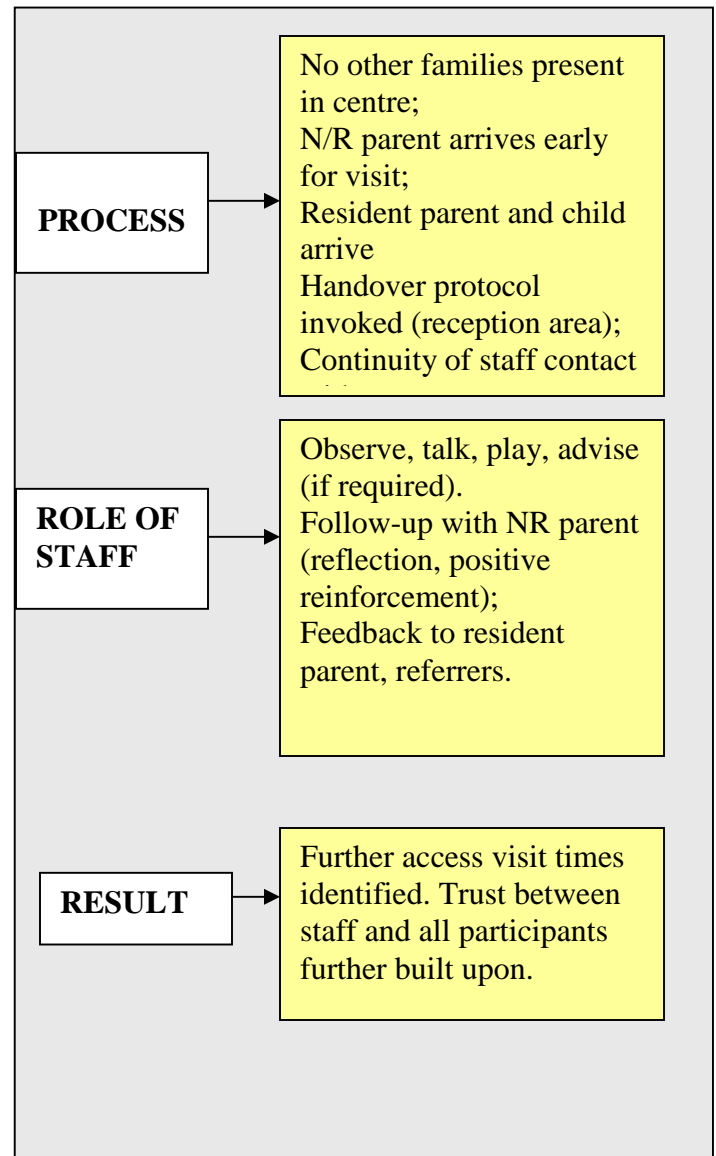 PROCESS
No other families present
in centre;
N/R parent arrives early
for visit;
Resident parent and child
arrive
Handover protocol
invoked (reception area);
Continuity of staff contact
ROLE OF
STAFF
Observe, talk, play, advise
(if required).
Follow-up with NR parent
(reflection, positive
reinforcement);
Feedback to resident
parent, referrers.
RESULT
Further access visit times
identified. Trust between
staff and all participants
further built upon.